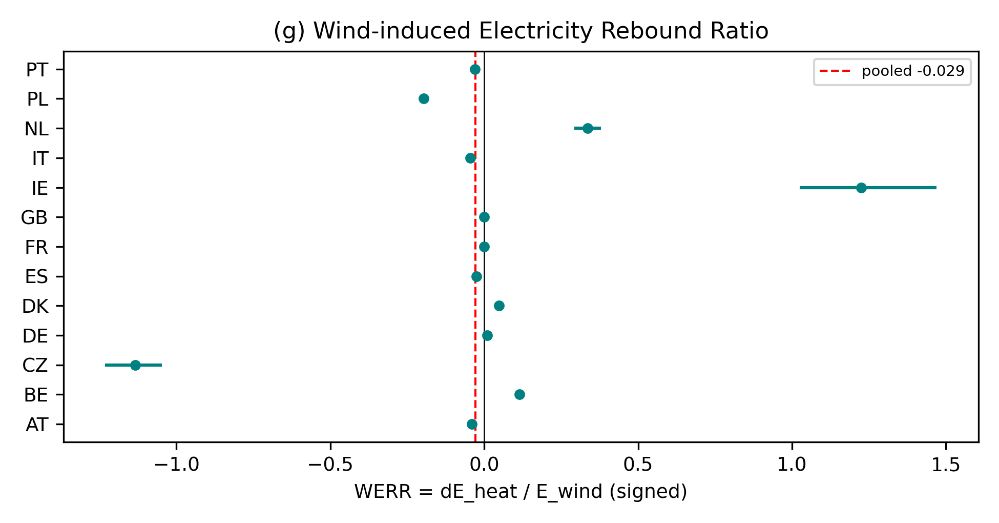 (g) Wind-induced Electricity Rebound Ratio
pooled -0.029
PT
PL
NL
IT
IE
GB
FR
ES
DK
DE
CZ
BE
AT
−1.0 −0.5 0.0 0.5 1.0 1.5
WERR = dE_heat / E_wind (signed)